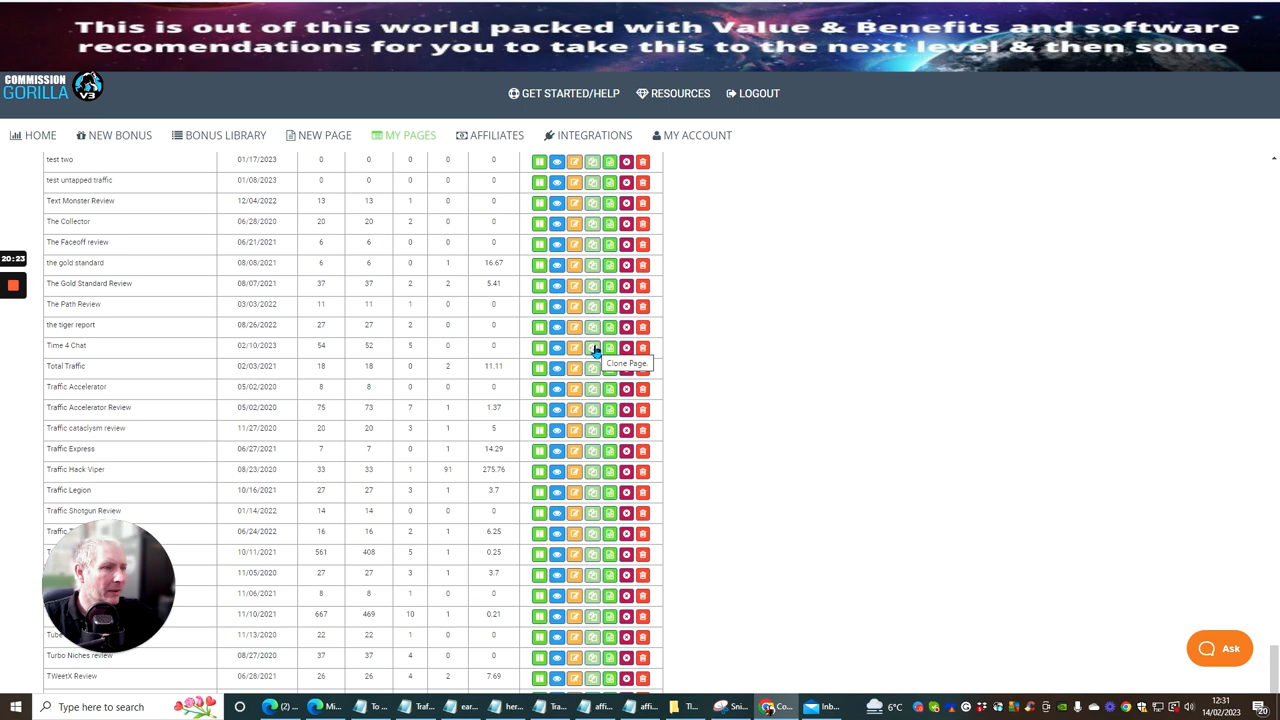 This is out of this world packed with Value & Benefits and software
recomendations for you to take this to the next level & then some
COMMISSION
GORILLA V3
GET STARTED/HELP RESOURCES LOGOUT
HOME NEW BONUS BONUS LIBRARY NEW PAGE MY PAGES AFFILIATES INTEGRATIONS MY ACCOUNT
test two 01/17/2023 0 0 0 0 0
test untapped traffic 01/08/2023 0 0 0 0 0
Text Monster Review 12/04/2022 13 13 1 0 0
The Collector 06/28/2020 20 20 2 0 0
The Faceoff review 06/21/2021 6 6 0 0 0
20:23
the gold standard 08/08/2021 6 6 0 1 16.67
The Gold Standard Review 08/07/2021 37 37 2 2 5.41
The Path Review 03/03/2022 11 11 1 0 0
the tiger report 08/26/2022 27 27 2 0 0
Time 4 Chat 02/10/2023 54 52 5 0 0
Clone Page.
Total Traffic 02/03/2021 18 18 0 2 11.11
Traffic Accelerator 05/02/2020 8 8 0 0 0
Traffic Accelerator Review 05/02/2020 75 73 7 1 1.37
Traffic cataclysm review 11/27/2020 20 20 3 1 5
Traffic Express 06/27/2021 7 7 0 1 14.29
Traffic Hack Viper 08/23/2020 33 33 1 91 275.76
Traffic Legion 10/16/2021 27 27 3 1 3.7
Traffic Shotgun Review 01/14/2022 14 14 0 0 0
Traffic 06/24/2022 16 16 2 1 6.25
10/11/2021 561 408 5 1 0.25
11/05/2020 27 27 3 1 3.7
11/06/2021 8 8 1 0 0
11/10/2021 667 469 10 1 0.21
Tube 11/13/2020 22 22 1 0 0
Ask
Turbo Niches review 08/27/2020 37 37 4 0 0
TWeetX Review 06/28/2021 26 26 4 2 7.69
Type here to search (2) ... Mi... To ... Traf... ear... her... Tra... affi... affi... Sni... Co... Inb... 6°C 12:31
14/02/2023 20